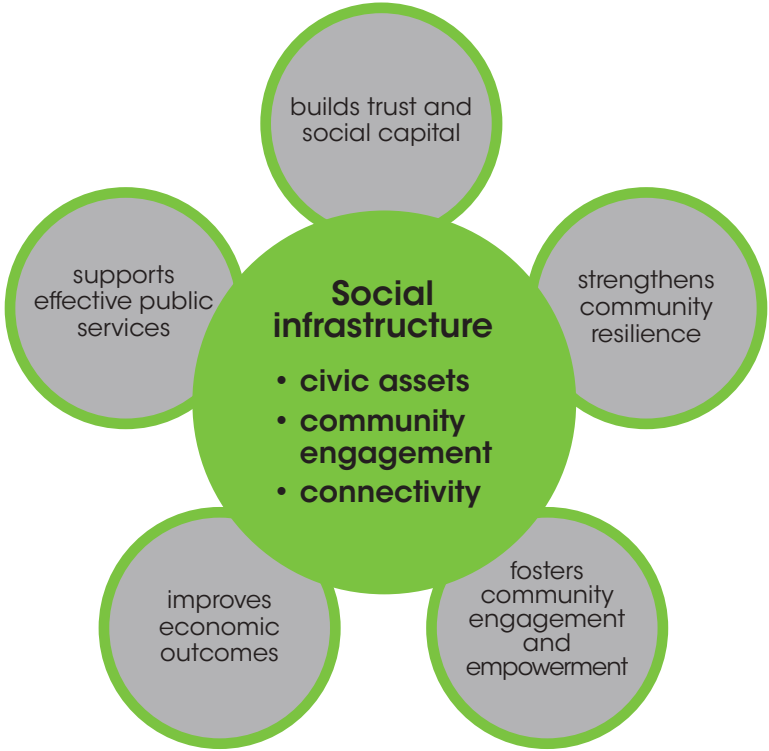 builds trust and
social capital
supports
effective public
services
Social
infrastructure
• civic assets
• community
engagement
• connectivity
strengthens
community
resilience
improves
economic
outcomes
fosters
community
engagement
and
empowerment